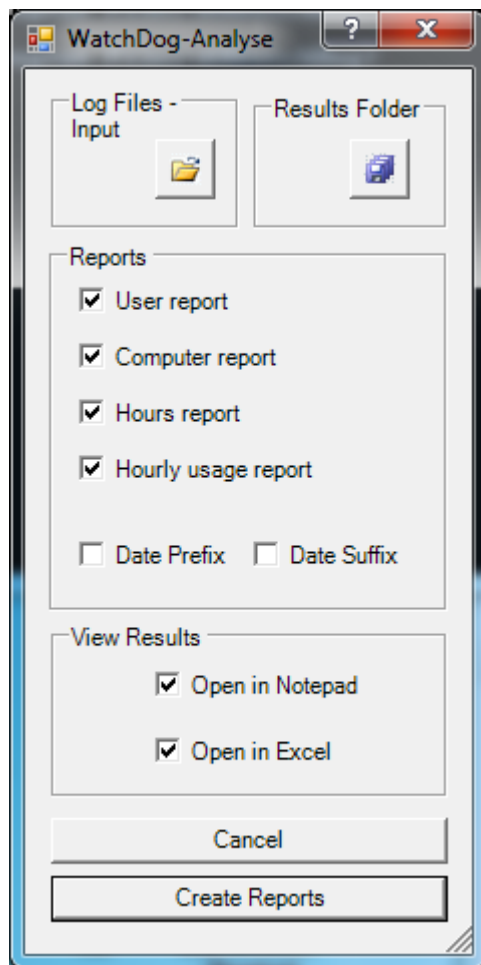 WatchDog-Analyse
?
X
Log Files -
Input
Results Folder
Reports
User report
Computer report
Hours report
Hourly usage report
Date Prefix
Date Suffix
View Results
Open in Notepad
Open in Excel
Cancel
Create Reports